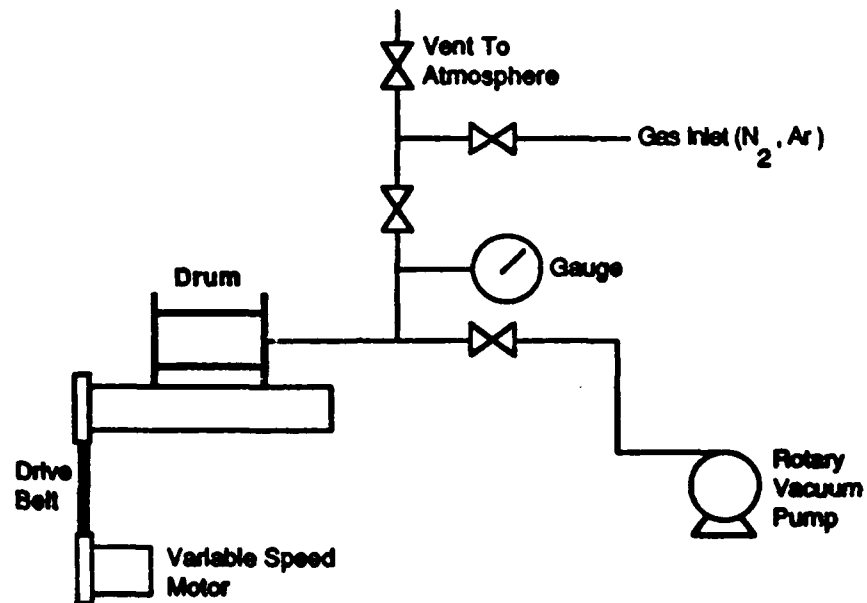 Vent To
Atmosphere
Gas Inlet (N2, Ar)
Gauge
Drum
Drive
Belt
Rotary
Vacuum
Pump
Variable Speed
Motor